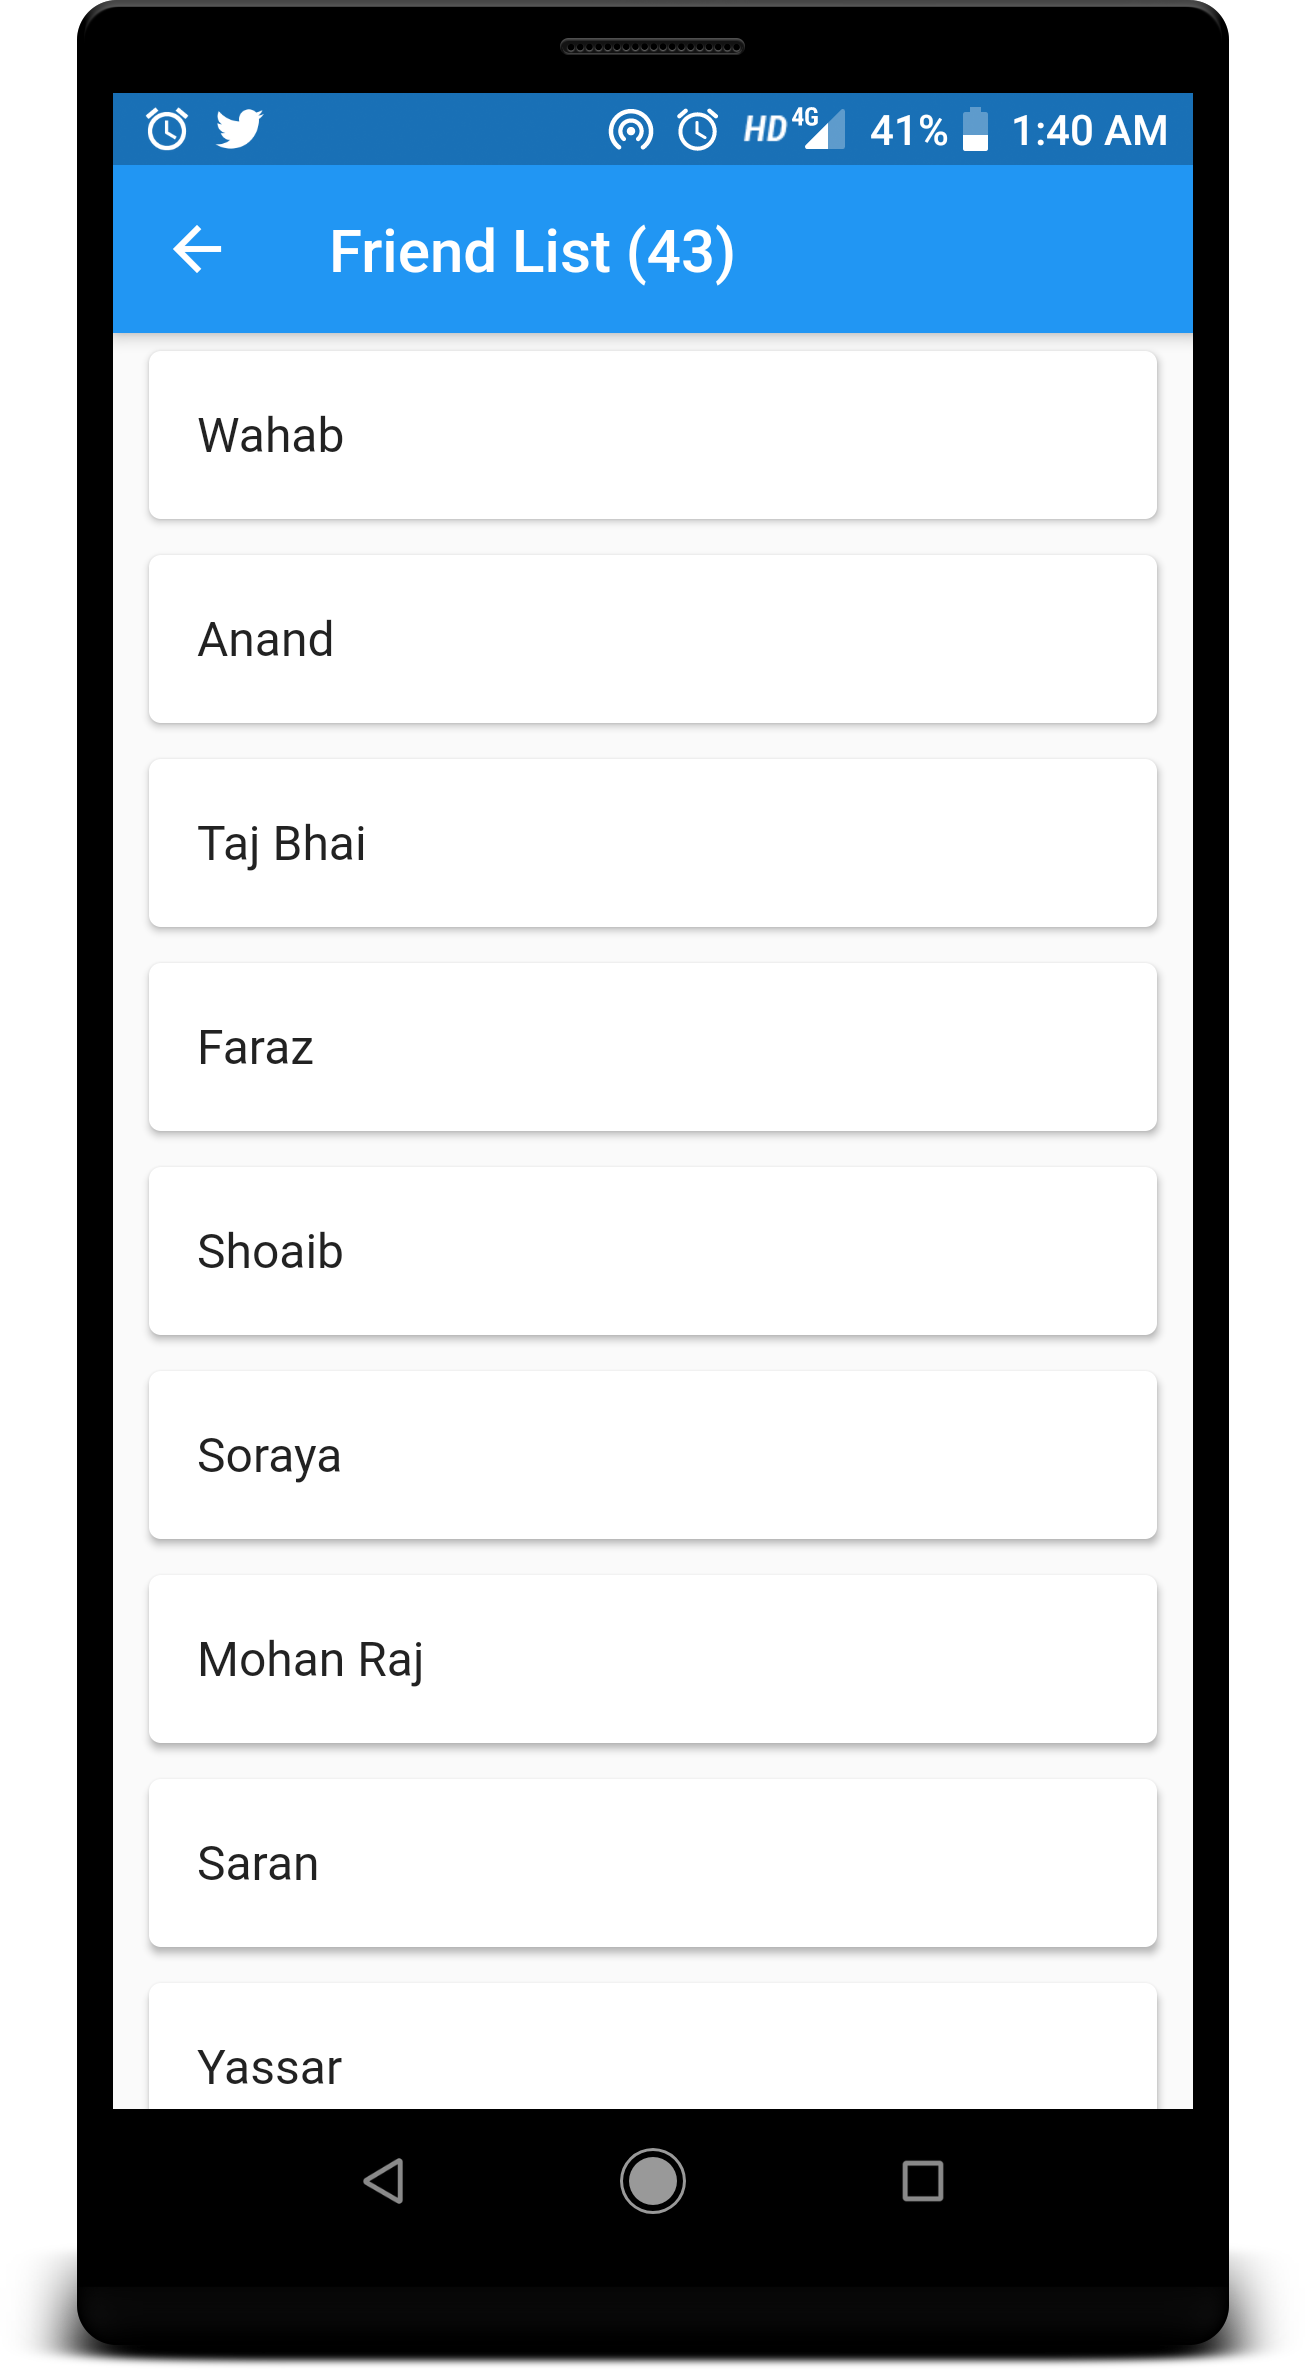 HD 4G 41% 1:40 AM
Friend List (43)
Wahab
Anand
Taj Bhai
Faraz
Shoaib
Soraya
Mohan Raj
Saran
Yassar